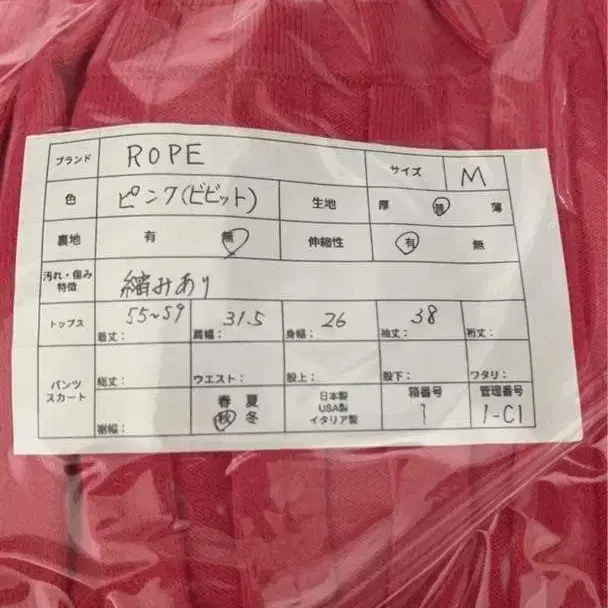 ブランド ROPE サイズ M
色 ピンク(ビビット) 生地 厚 普 薄
裏地 有 無 伸縮性 有 無
汚れ・傷み
特徴 縮みあり
トップス 着丈: 55~59 肩幅: 31.5 身幅: 26 袖丈: 38 裄丈:
パンツ
スカート 総丈: ウエスト: 股上: 股下: ワタリ:
裾幅: 春 夏
秋 冬
日本製
USA製
イタリア製
箱番号 1
管理番号 1-C1